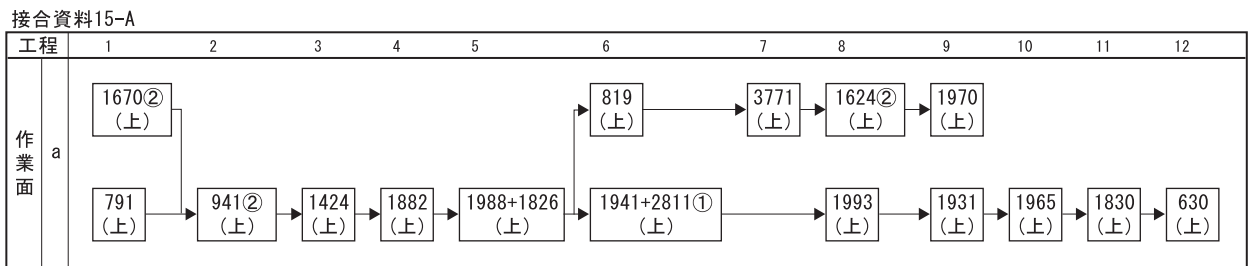 接合資料15-A
工程 1 2 3 4 5 6 7 8 9 10 11 12
作業面
a
1670② 819 3771 1624② 1970
(上) (上) (上) (上) (上)
791 941② 1424 1882 1988+1826 1941+2811① 1993 1931 1965 1830 630
(上) (上) (上) (上) (上) (上) (上) (上) (上) (上) (上)